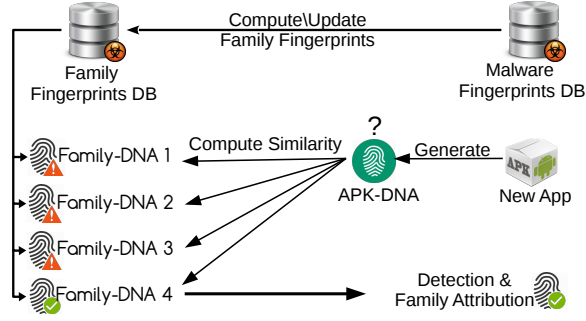 Compute\Update
Family Fingerprints
Family
Fingerprints DB
Malware
Fingerprints DB
?
Family-DNA 1
Compute Similarity
Generate
APK
Family-DNA 2
APK-DNA
New App
Family-DNA 3
Family-DNA 4
Detection &
Family Attribution